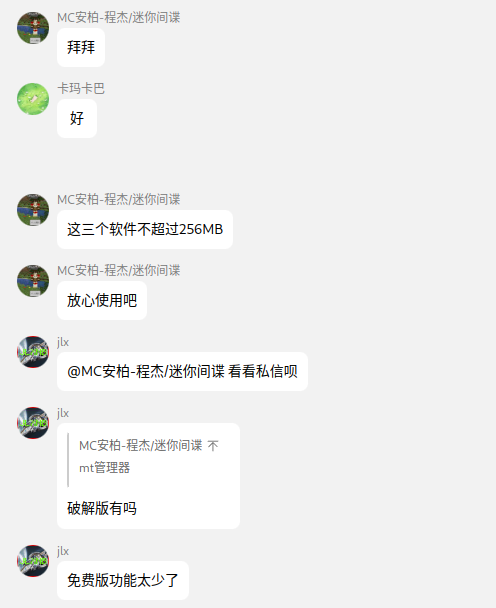 MC安柏-程杰/迷你间谍
拜拜
卡玛卡巴
好
MC安柏-程杰/迷你间谍
这三个软件不超过256MB
MC安柏-程杰/迷你间谍
放心使用吧
jlx
@MC安柏-程杰/迷你间谍 看看私信呗
jlx
MC安柏-程杰/迷你间谍 不
mt管理器
破解版有吗
jlx
免费版功能太少了